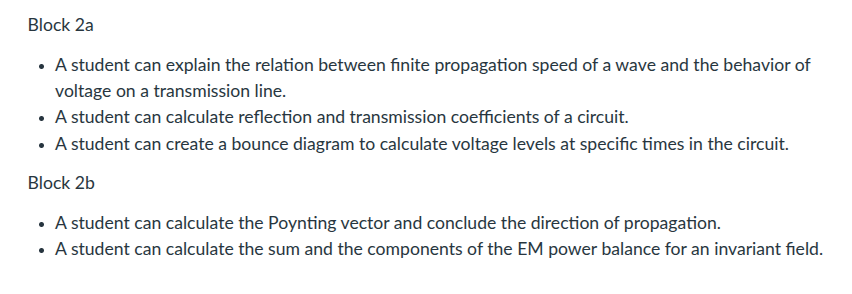 Block 2a
• A student can explain the relation between finite propagation speed of a wave and the behavior of
voltage on a transmission line.
• A student can calculate reflection and transmission coefficients of a circuit.
• A student can create a bounce diagram to calculate voltage levels at specific times in the circuit.
Block 2b
• A student can calculate the Poynting vector and conclude the direction of propagation.
• A student can calculate the sum and the components of the EM power balance for an invariant field.